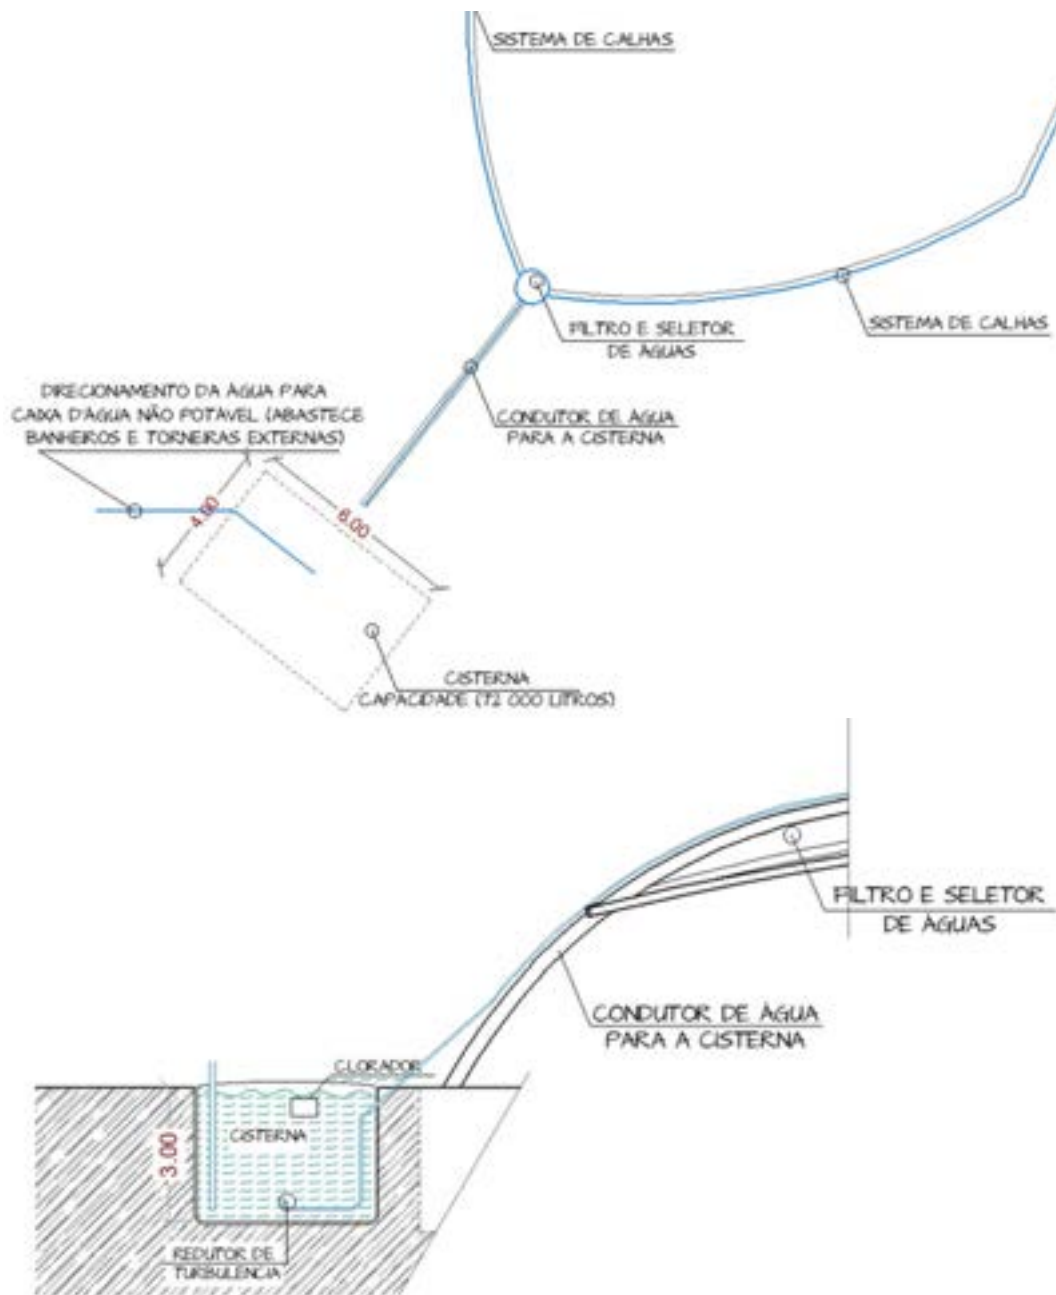 SISTEMA DE CALHAS
FILTRO E SELETOR
DE ÁGUAS
SISTEMA DE CALHAS
CONDUTOR DE ÁGUA
PARA A CISTERNA
DIRECIONAMENTO DA ÁGUA PARA
CAIXA D'ÁGUA NÃO POTÁVEL (ABASTECE
BANHEIROS E TORNEIRAS EXTERNAS)
4.00
6.00
CISTERNA
CAPACIDADE (72 000 LITROS)
FILTRO E SELETOR
DE ÁGUAS
CONDUTOR DE ÁGUA
PARA A CISTERNA
CLORADOR
CISTERNA
3.00
REDUTOR DE
TURBULENCIA